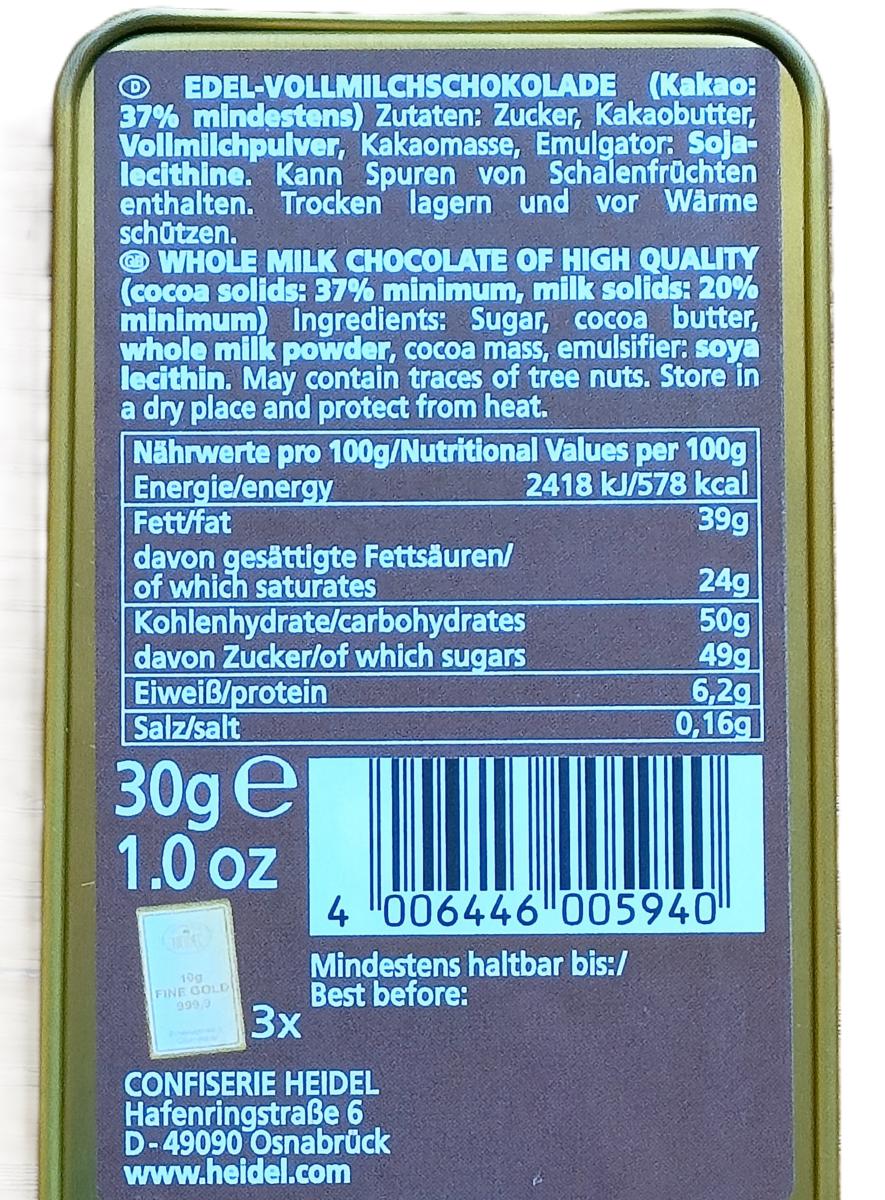 D EDEL-VOLLMILCHSCHOKOLADE (Kakao:
37% mindestens) Zutaten: Zucker, Kakaobutter,
Vollmilchpulver, Kakaomasse, Emulgator: Soja-
lecithine. Kann Spuren von Schalenfrüchten
enthalten. Trocken lagern und vor Wärme
schützen.
GB WHOLE MILK CHOCOLATE OF HIGH QUALITY
(cocoa solids: 37% minimum, milk solids: 20%
minimum) Ingredients: Sugar, cocoa butter,
whole milk powder, cocoa mass, emulsifier: soya
lecithin. May contain traces of tree nuts. Store in
a dry place and protect from heat.
Nährwerte pro 100g/Nutritional Values per 100g
Energie/energy 2418 kJ/578 kcal
Fett/fat 39g
davon gesättigte Fettsäuren/
of which saturates 24g
Kohlenhydrate/carbohydrates 50g
davon Zucker/of which sugars 49g
Eiweiß/protein 6,2g
Salz/salt 0,16g
30g e
1.0 oz
4 006446 005940
HEIDEL
10g
FINE GOLD
999,9
3x
Mindestens haltbar bis:/
Best before:
CONFISERIE HEIDEL
Hafenringstraße 6
D-49090 Osnabrück
www.heidel.com